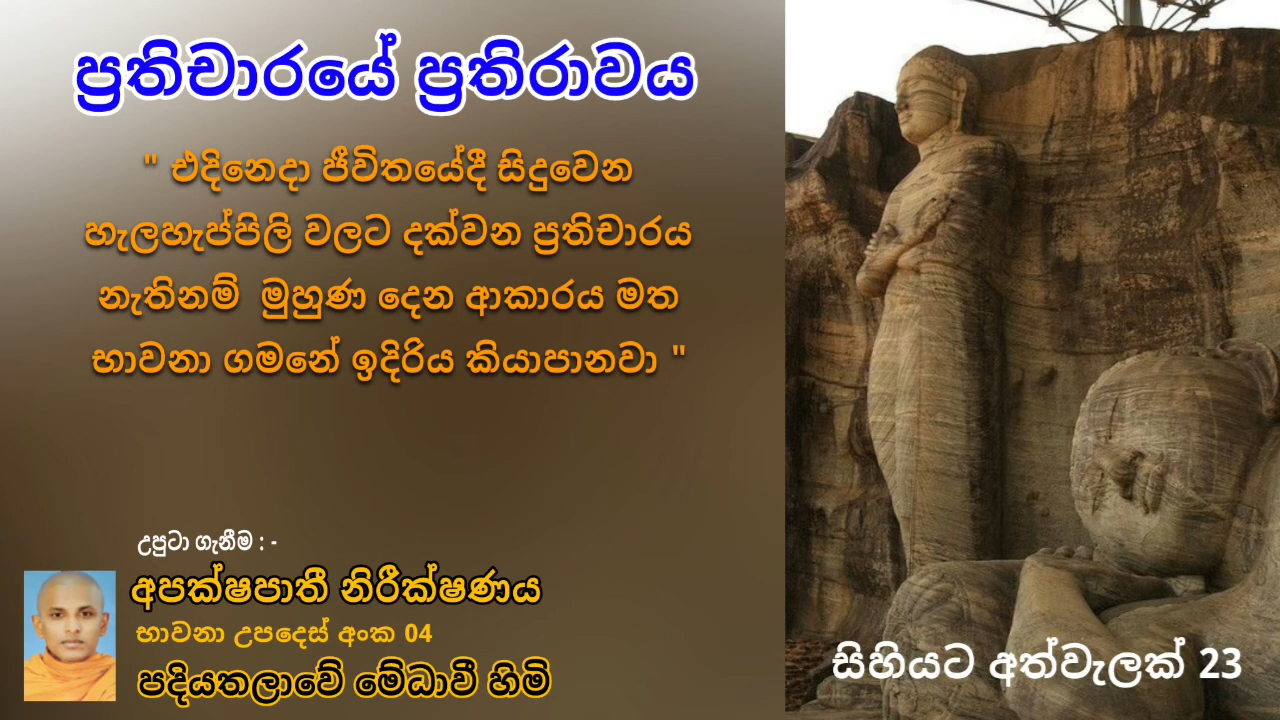 ප්‍රතිචාරයේ ප්‍රතිරාවය
" එදිනෙදා ජීවිතයේදී සිදුවෙන
හැලහැප්පිලි වලට දක්වන ප්‍රතිචාරය
නැතිනම් මුහුණ දෙන ආකාරය මත
භාවනා ගමනේ ඉදිරිය කියාපානවා "
උපුටා ගැනීම : -
අපක්ෂපාතී නිරීක්ෂණය
භාවනා උපදෙස් අංක 04
පදියතලාවේ මේධාවී හිමි
සිහියට අත්වැලක් 23